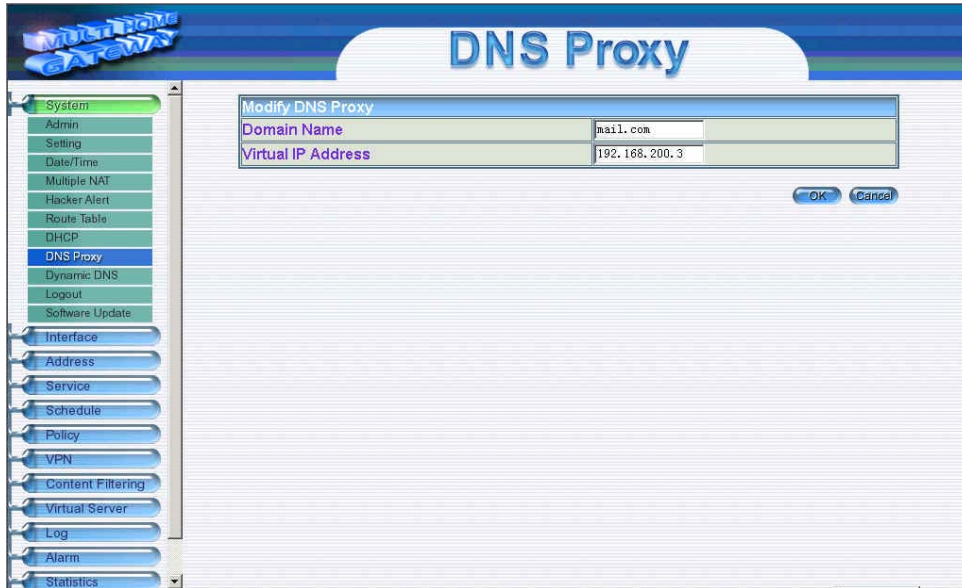 MULTI HOME
GATEWAY
DNS Proxy
System
Admin
Setting
Date/Time
Multiple NAT
Hacker Alert
Route Table
DHCP
DNS Proxy
Dynamic DNS
Logout
Software Update
Interface
Address
Service
Schedule
Policy
VPN
Content Filtering
Virtual Server
Log
Alarm
Statistics
Modify DNS Proxy
Domain Name mail.com
Virtual IP Address 192.168.200.3
OK Cancel